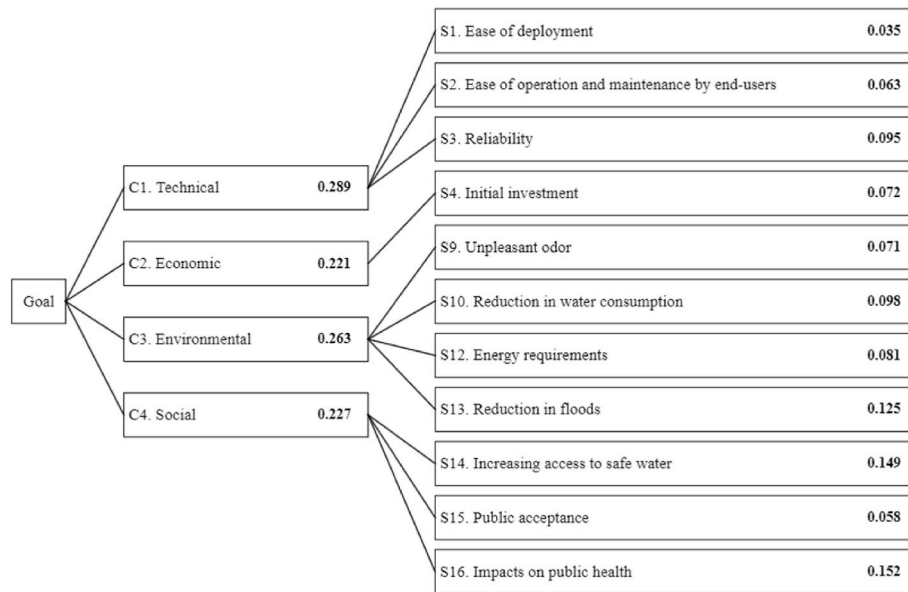 Goal
C1. Technical 0.289
C2. Economic 0.221
C3. Environmental 0.263
C4. Social 0.227
S1. Ease of deployment 0.035
S2. Ease of operation and maintenance by end-users 0.063
S3. Reliability 0.095
S4. Initial investment 0.072
S9. Unpleasant odor 0.071
S10. Reduction in water consumption 0.098
S12. Energy requirements 0.081
S13. Reduction in floods 0.125
S14. Increasing access to safe water 0.149
S15. Public acceptance 0.058
S16. Impacts on public health 0.152